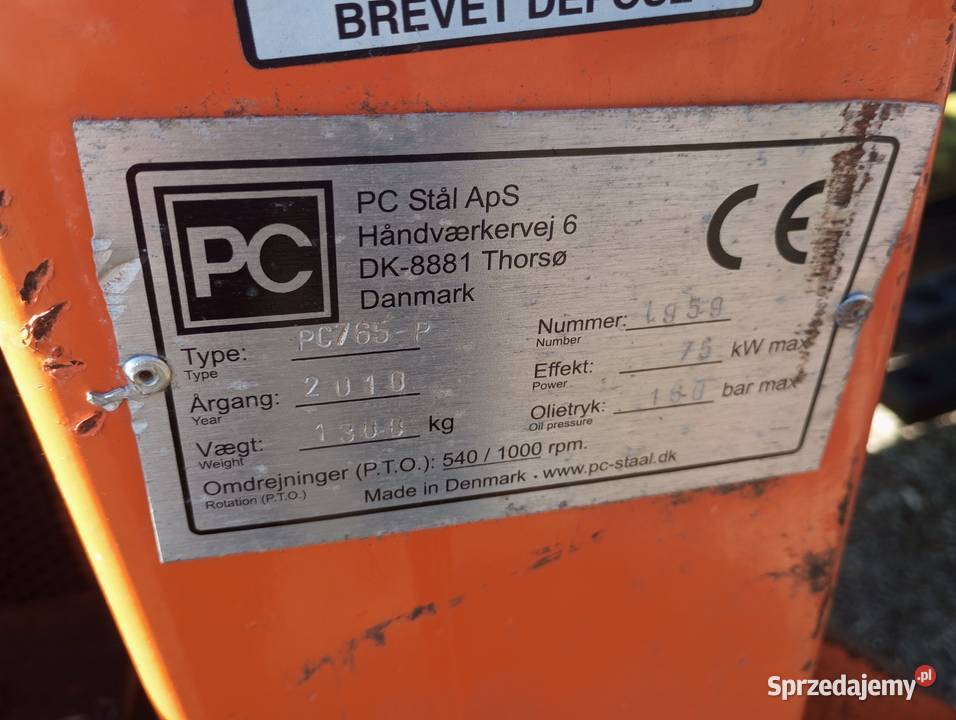 BREVET DEPOSE
PC
PC Stål ApS
Håndværkervej 6
DK-8881 Thorsø
Danmark
CE
Type: PC765-P
Type
Årgang: 2010
Year
Vægt: 1300 kg
Weight
Nummer: 1959
Number
Effekt: 75 kW max
Power
Olietryk: 160 bar max
Oil pressure
Omdrejninger (P.T.O.): 540 / 1000 rpm.
Rotation (P.T.O.)
Made in Denmark · www.pc-staal.dk
Sprzedajemy.pl